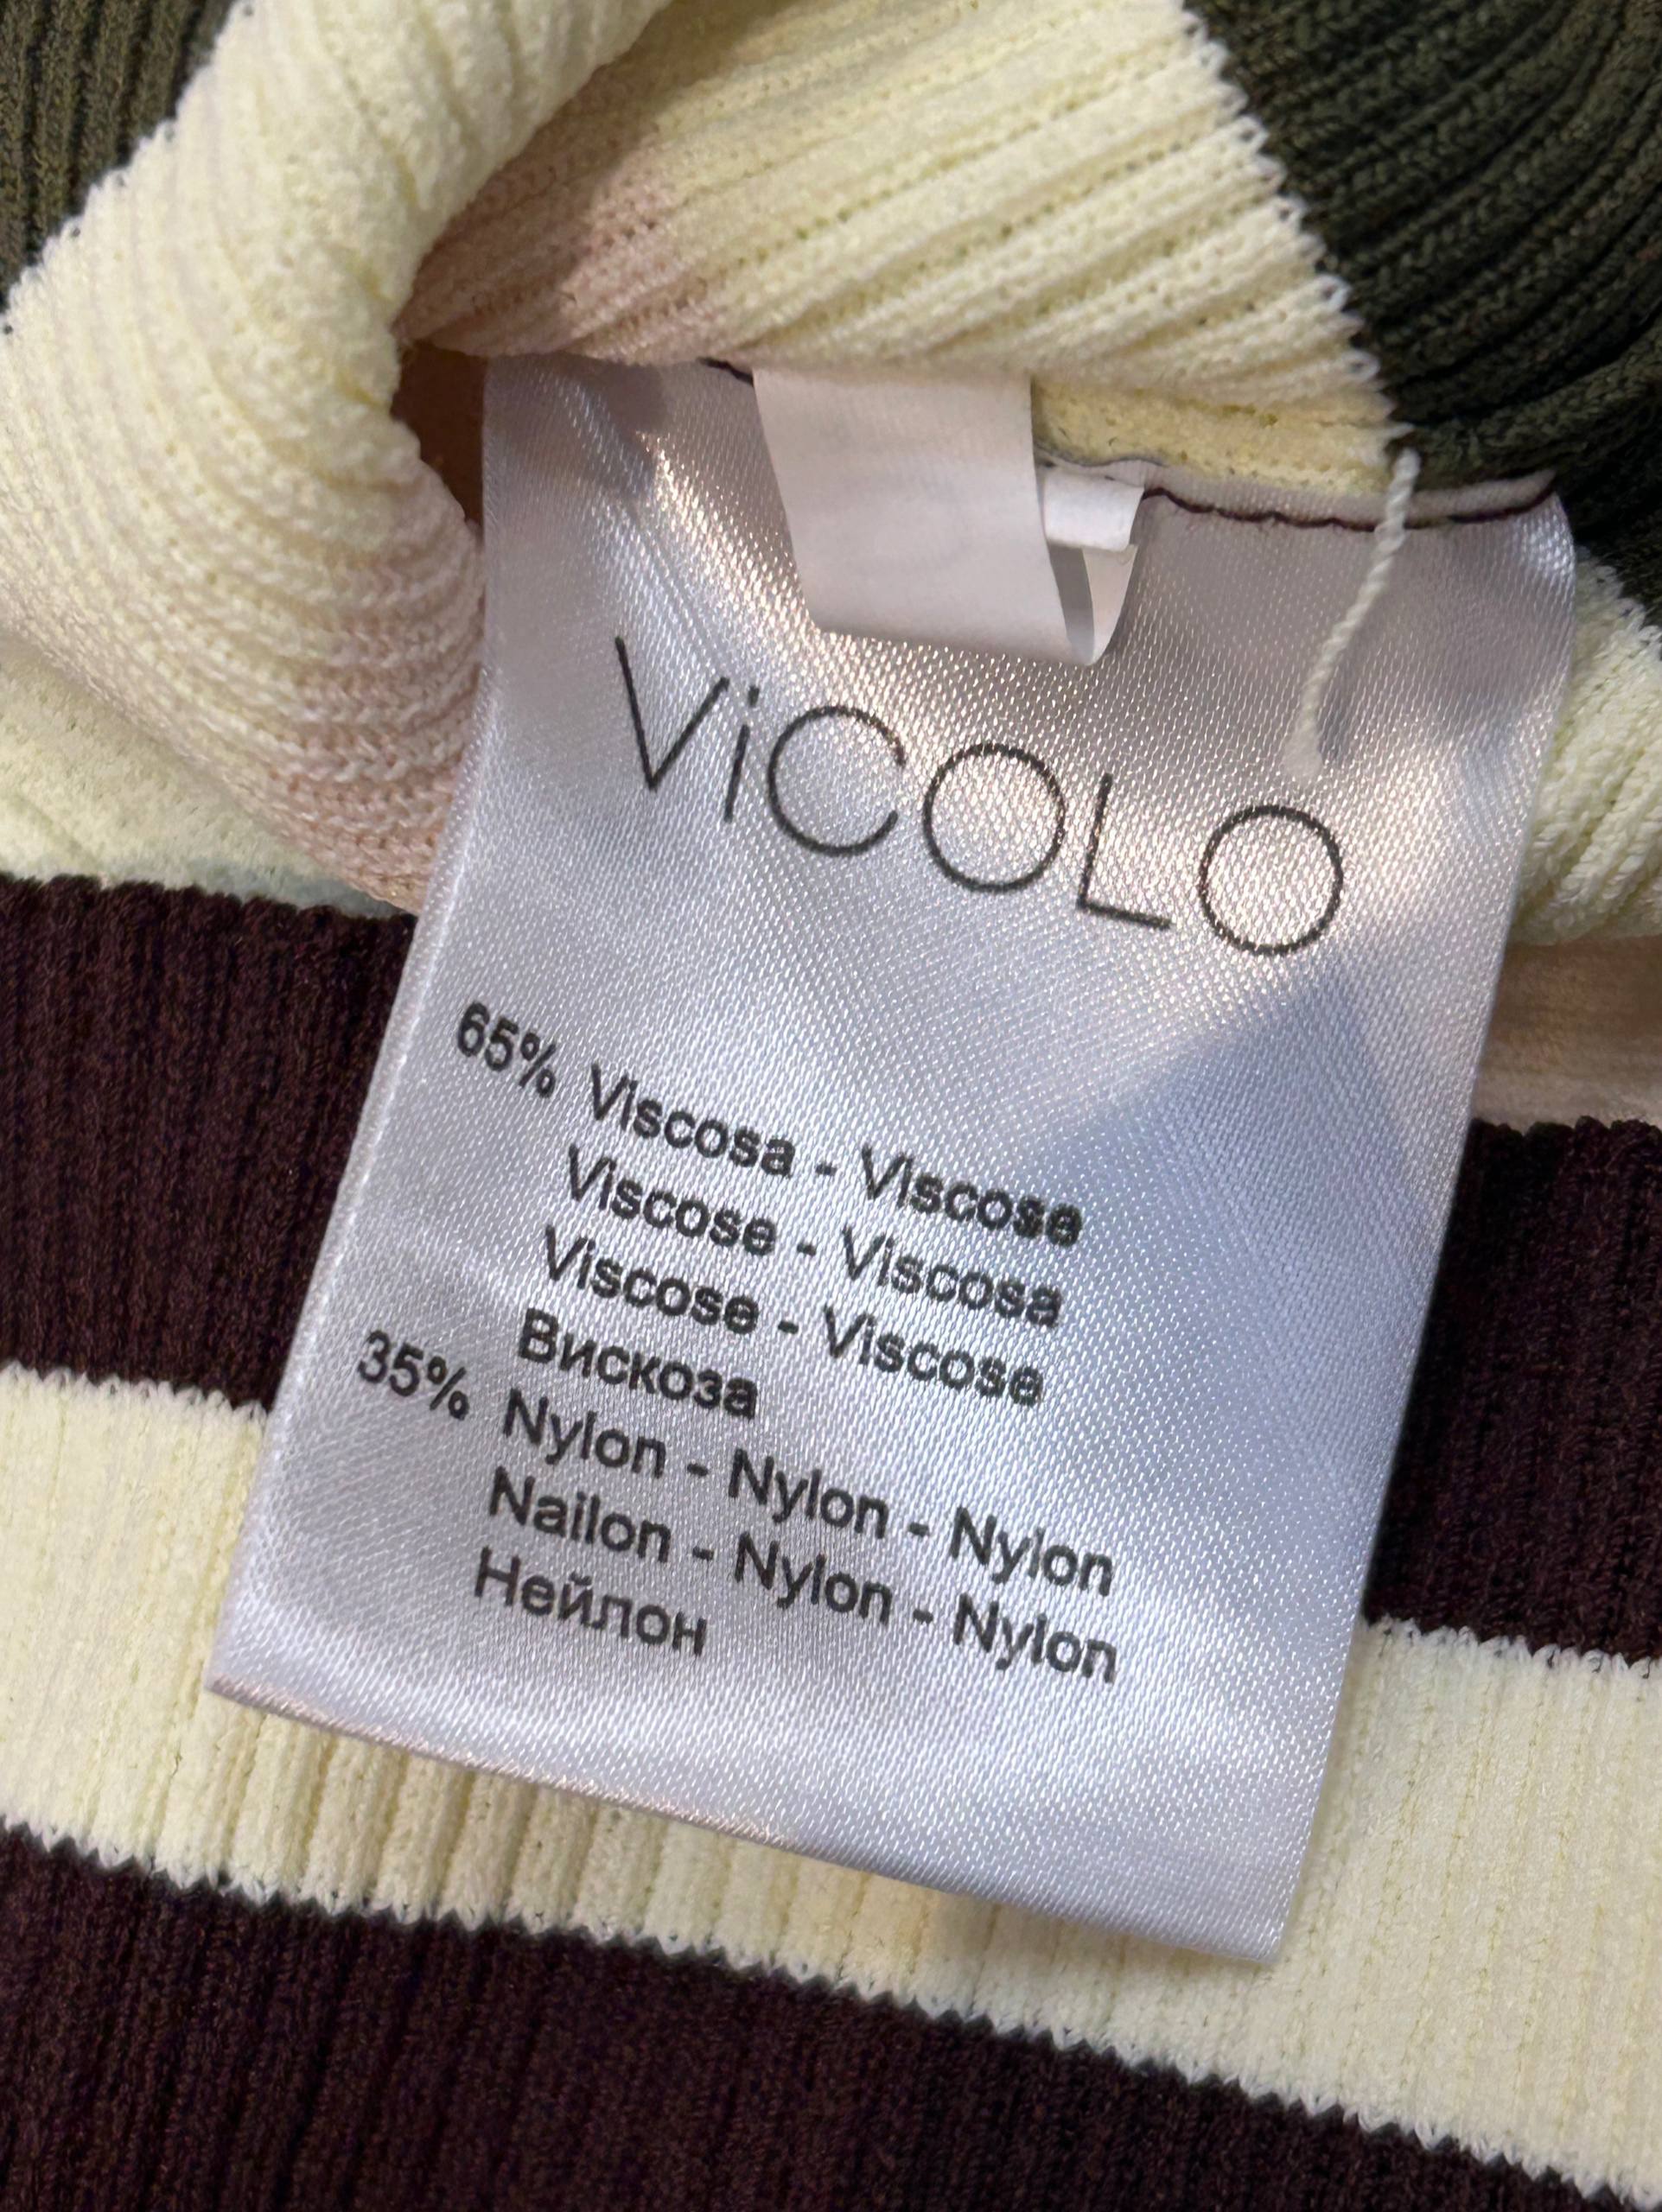 ViCOLO
65% Viscosa - Viscose
Viscose - Viscosa
Viscose - Viscose
Вискоза
35% Nylon - Nylon - Nylon
Nailon - Nylon - Nylon
Нейлон